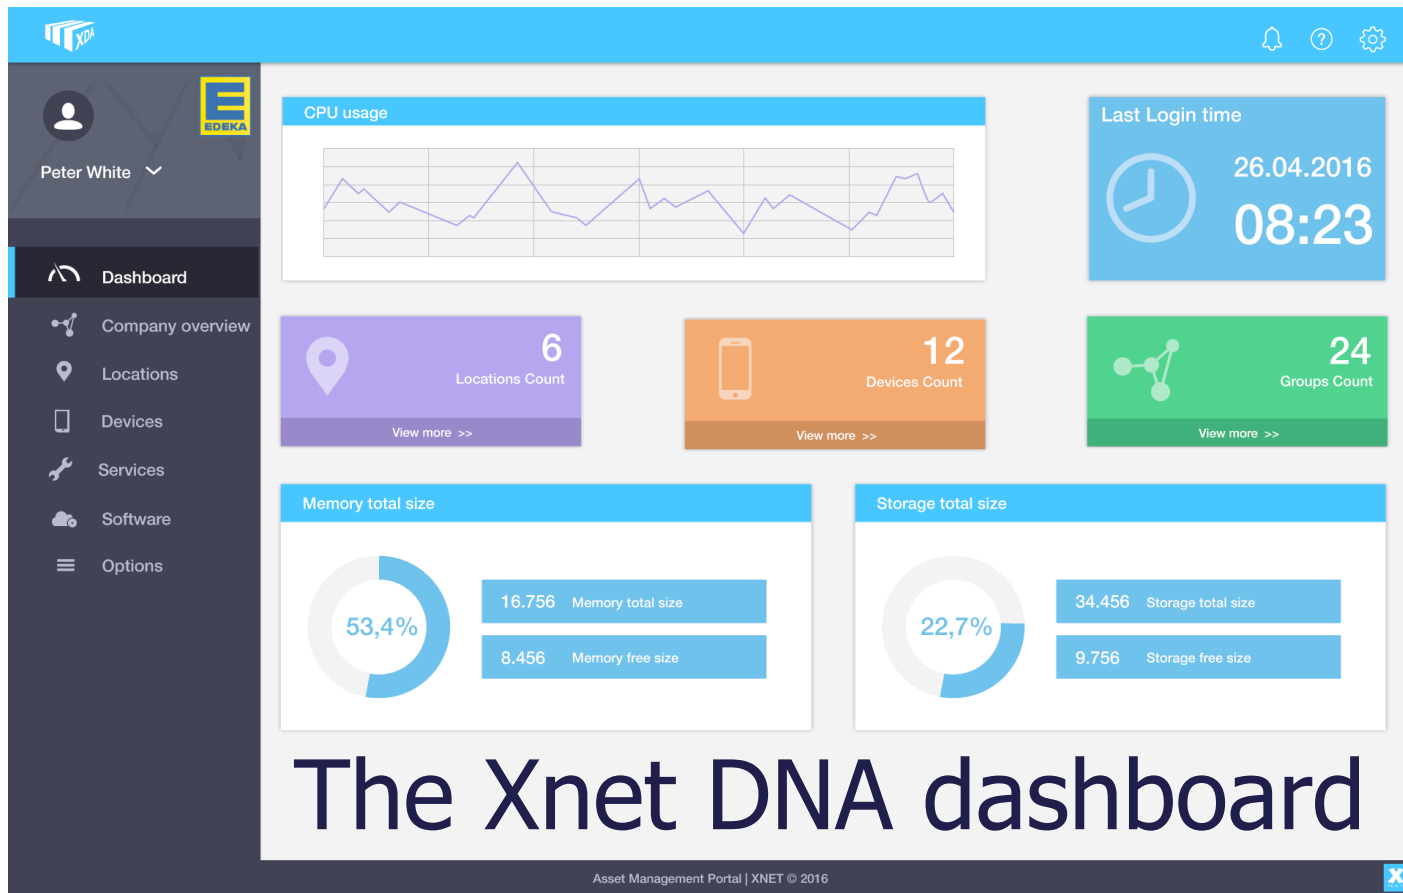 XDA
EDEKA
Peter White
Dashboard
Company overview
Locations
Devices
Services
Software
Options
CPU usage
Last Login time
26.04.2016
08:23
6
Locations Count
View more >>
12
Devices Count
View more >>
24
Groups Count
View more >>
Memory total size
53,4%
16.756 Memory total size
8.456 Memory free size
Storage total size
22,7%
34.456 Storage total size
9.756 Storage free size
The Xnet DNA dashboard
Asset Management Portal | XNET © 2016
X